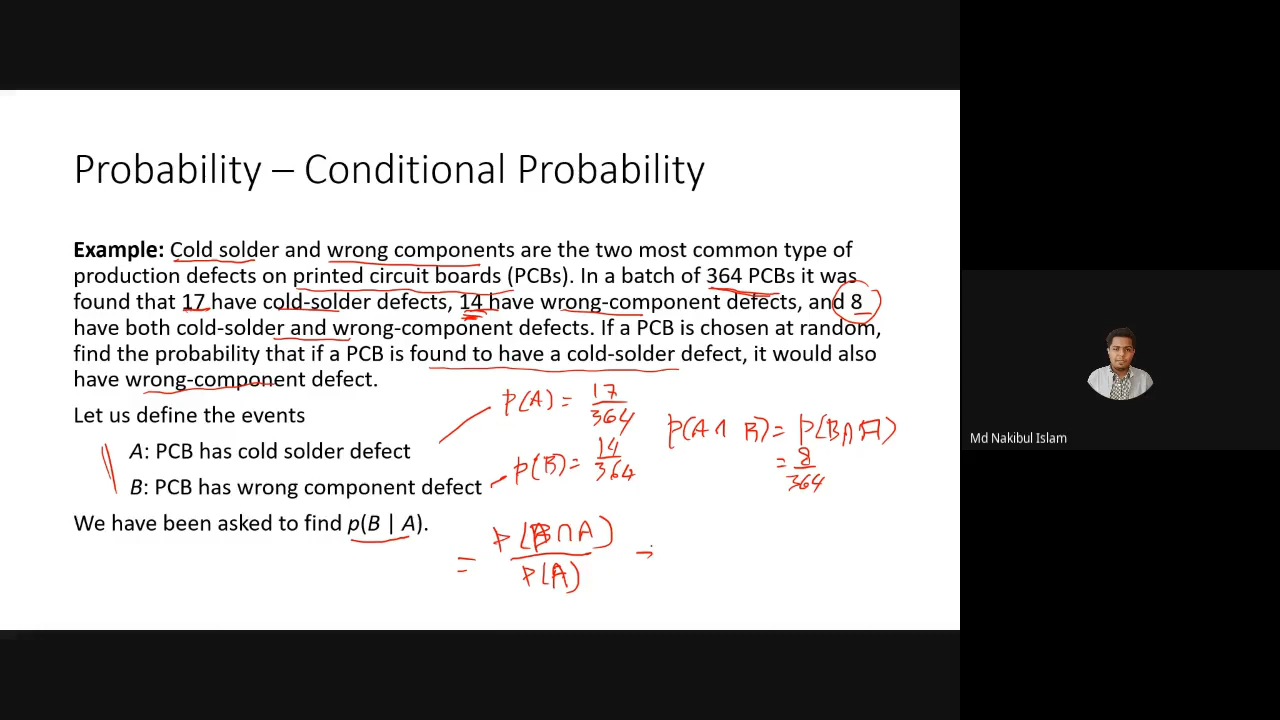 Probability – Conditional Probability
Example: Cold solder and wrong components are the two most common type of
production defects on printed circuit boards (PCBs). In a batch of 364 PCBs it was
found that 17 have cold-solder defects, 14 have wrong-component defects, and 8
have both cold-solder and wrong-component defects. If a PCB is chosen at random,
find the probability that if a PCB is found to have a cold-solder defect, it would also
have wrong-component defect.
Let us define the events
A: PCB has cold solder defect
B: PCB has wrong component defect
We have been asked to find p(B | A).
p(A) = 17/364
p(B) = 14/364
p(A ∩ B) = p(B ∩ A)
= 8/364
= p(B ∩ A)/p(A) =
Md Nakibul Islam